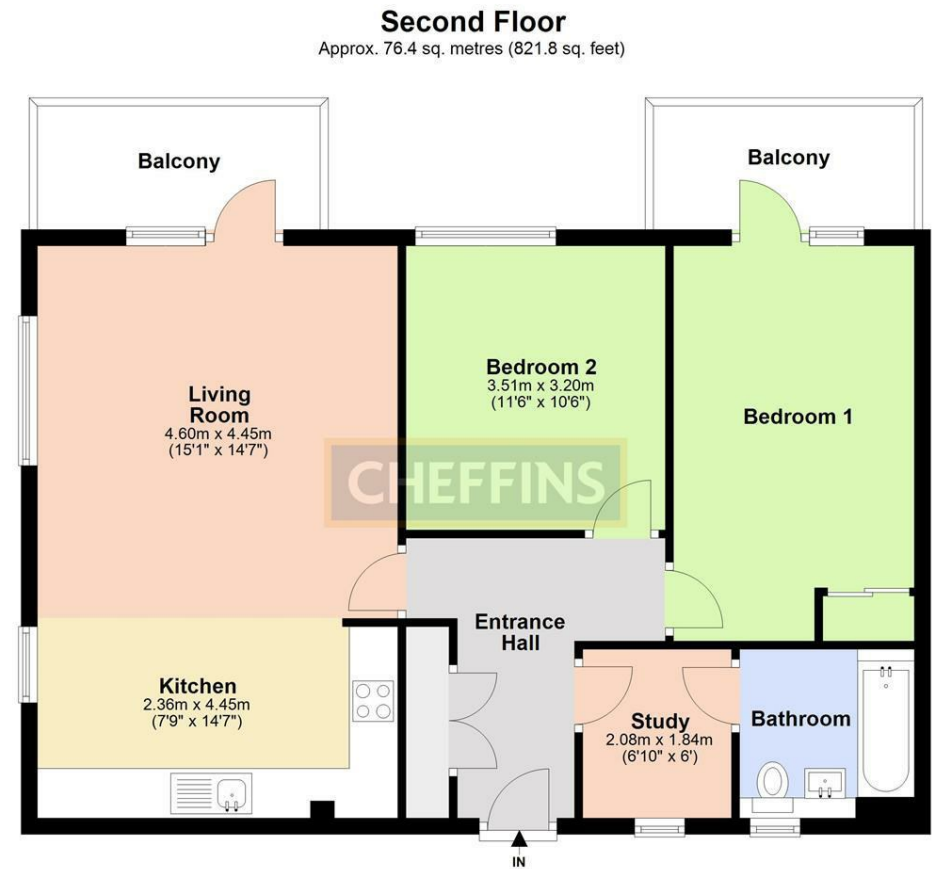 Second Floor
Approx. 76.4 sq. metres (821.8 sq. feet)
Balcony
Balcony
Living
Room
4.60m x 4.45m
(15'1" x 14'7")
Bedroom 2
3.51m x 3.20m
(11'6" x 10'6")
Bedroom 1
CHEFFINS
Entrance
Hall
Kitchen
2.36m x 4.45m
(7'9" x 14'7")
Study
2.08m x 1.84m
(6'10" x 6')
Bathroom
IN